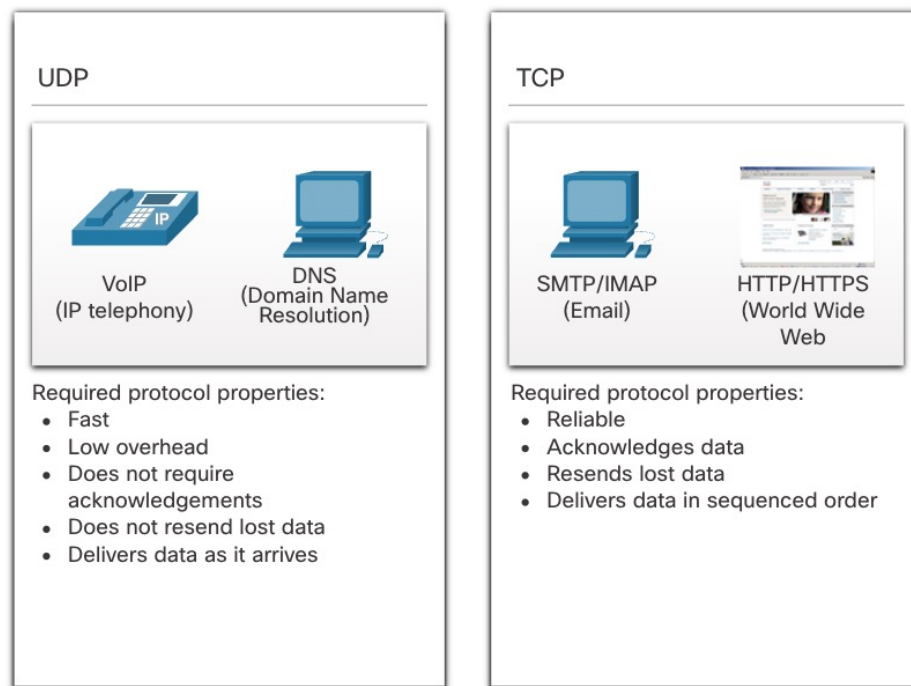 UDP
IP
VoIP
(IP telephony)
DNS
(Domain Name
Resolution)
Required protocol properties:
• Fast
• Low overhead
• Does not require
acknowledgements
• Does not resend lost data
• Delivers data as it arrives
TCP
SMTP/IMAP
(Email)
HTTP/HTTPS
(World Wide
Web
Required protocol properties:
• Reliable
• Acknowledges data
• Resends lost data
• Delivers data in sequenced order